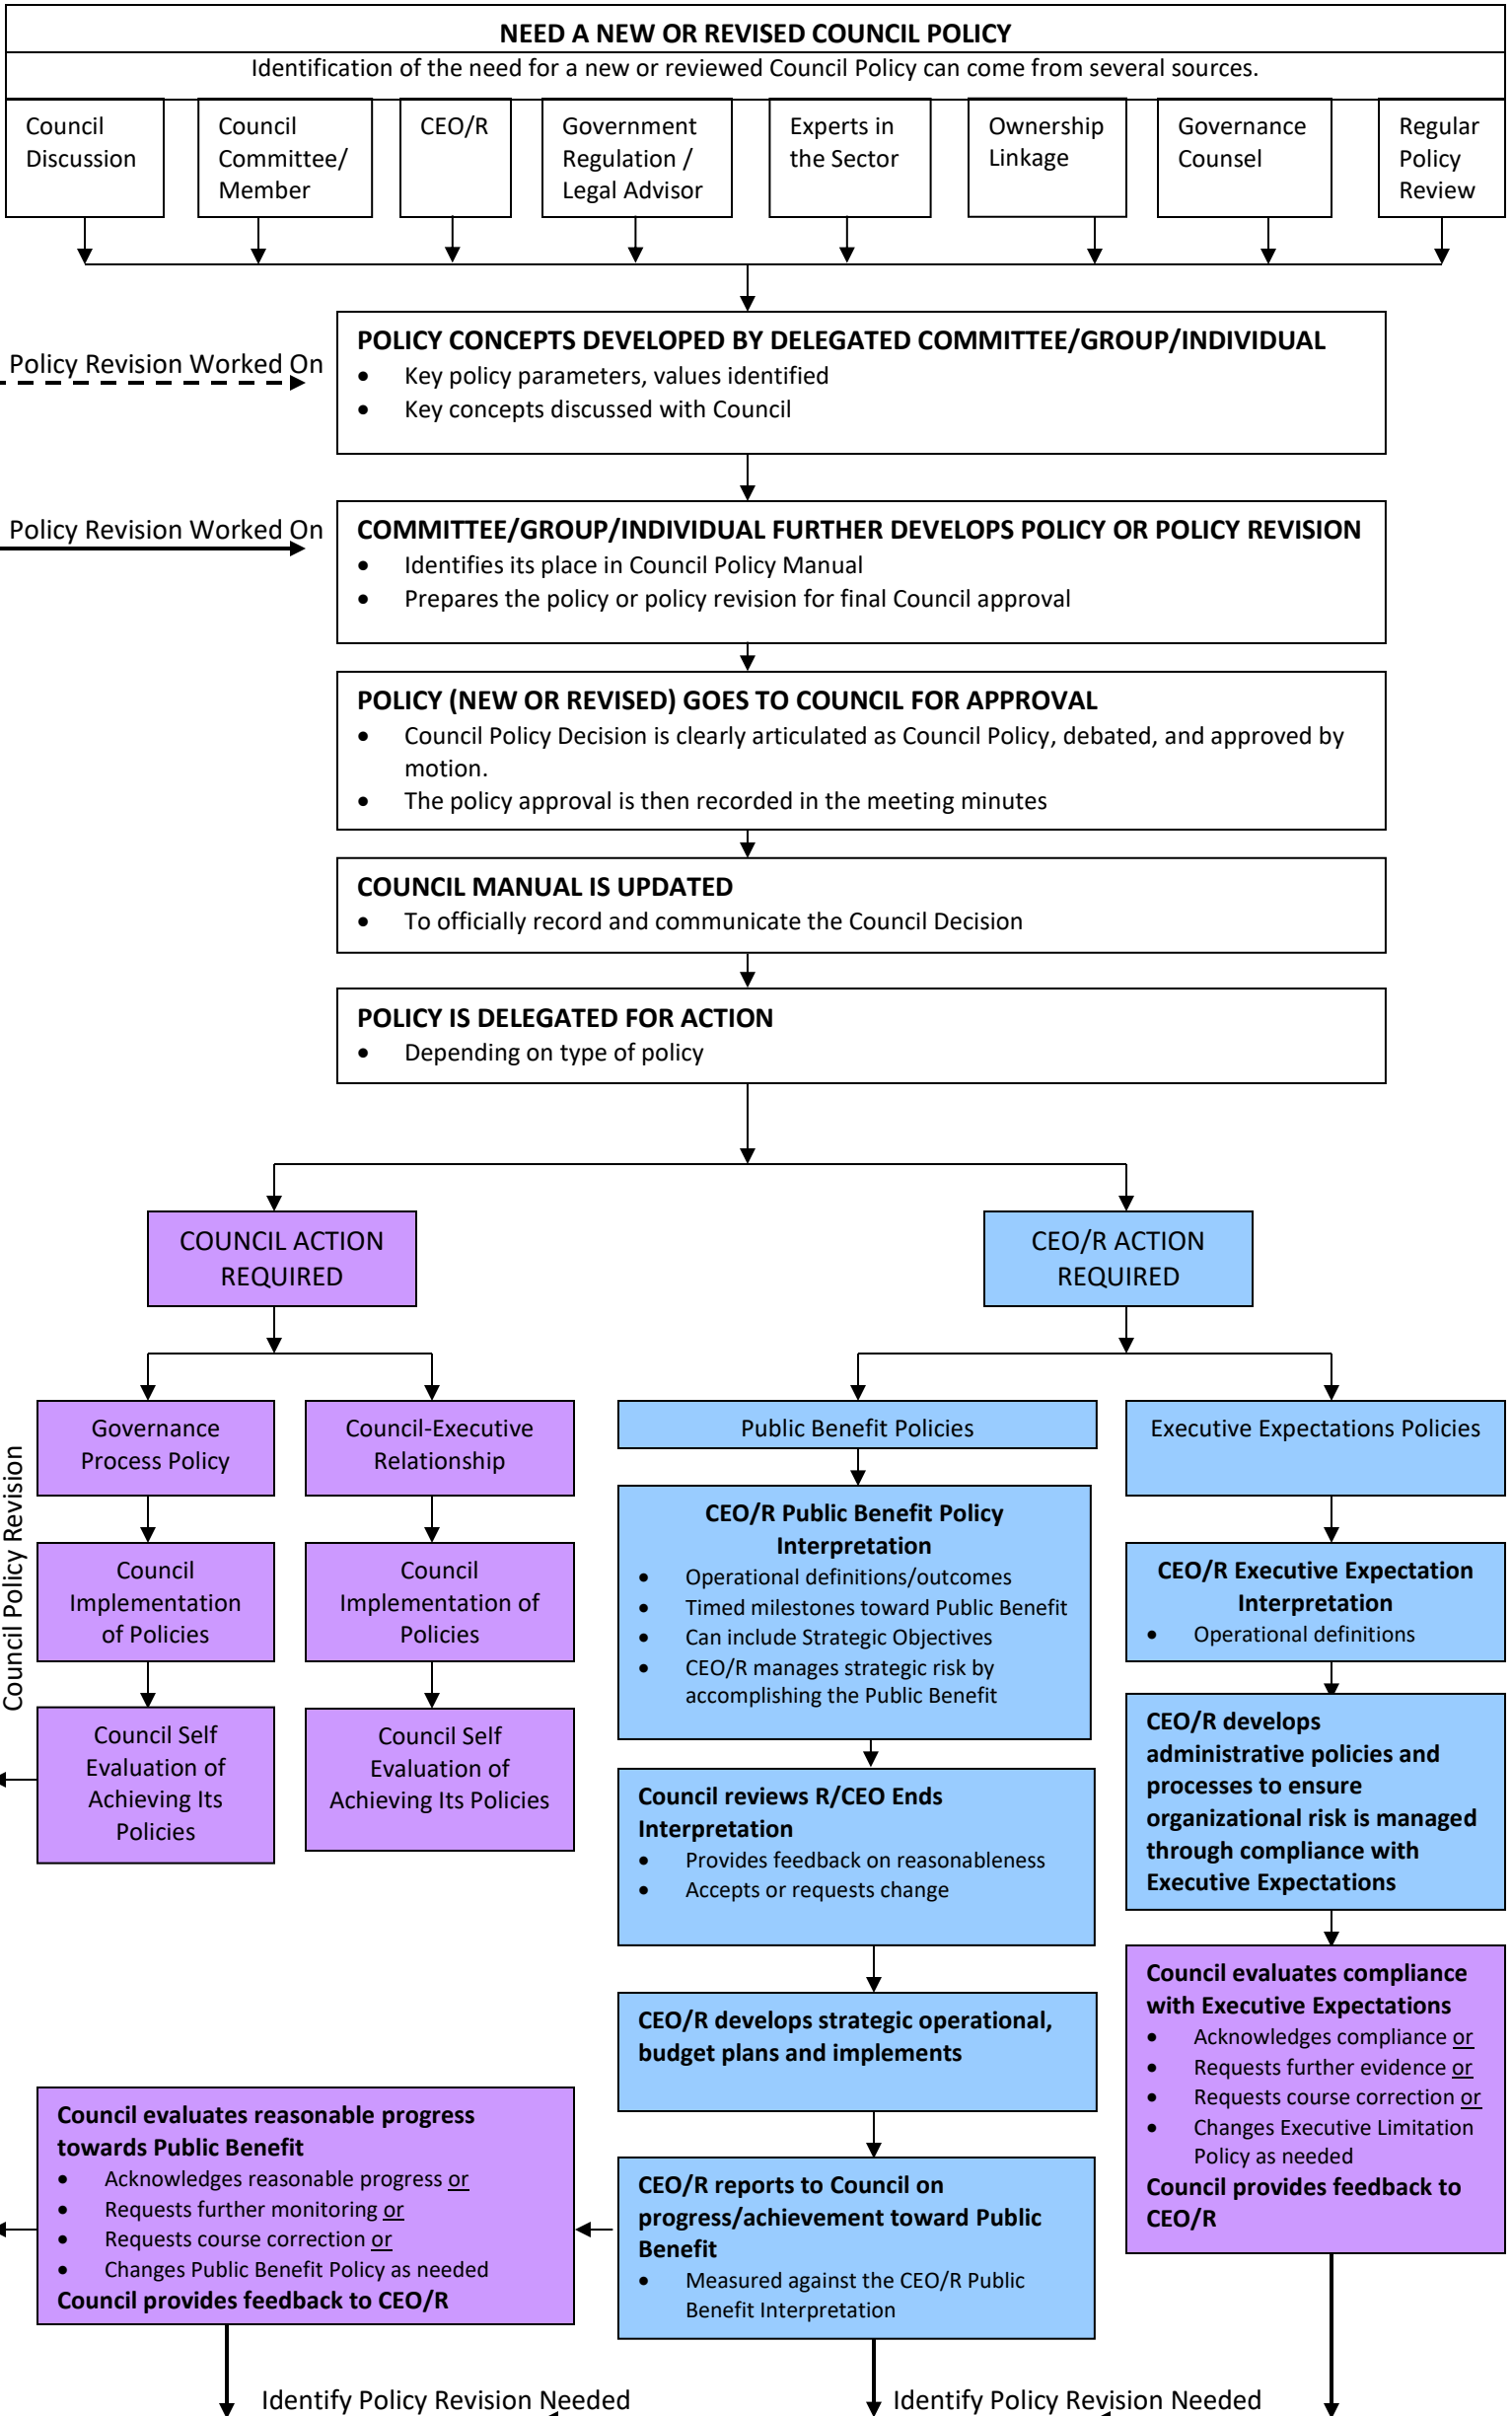 NEED A NEW OR REVISED COUNCIL POLICY
Identification of the need for a new or reviewed Council Policy can come from several sources.
Council
Discussion
Council
Committee/
Member
CEO/R
Government
Regulation /
Legal Advisor
Experts in
the Sector
Ownership
Linkage
Governance
Counsel
Regular
Policy
Review
Policy Revision Worked On
POLICY CONCEPTS DEVELOPED BY DELEGATED COMMITTEE/GROUP/INDIVIDUAL
• Key policy parameters, values identified
• Key concepts discussed with Council
Policy Revision Worked On
COMMITTEE/GROUP/INDIVIDUAL FURTHER DEVELOPS POLICY OR POLICY REVISION
• Identifies its place in Council Policy Manual
• Prepares the policy or policy revision for final Council approval
POLICY (NEW OR REVISED) GOES TO COUNCIL FOR APPROVAL
• Council Policy Decision is clearly articulated as Council Policy, debated, and approved by
motion.
• The policy approval is then recorded in the meeting minutes
COUNCIL MANUAL IS UPDATED
• To officially record and communicate the Council Decision
POLICY IS DELEGATED FOR ACTION
• Depending on type of policy
COUNCIL ACTION
REQUIRED
CEO/R ACTION
REQUIRED
Council Policy Revision
Governance
Process Policy
Council-Executive
Relationship
Public Benefit Policies
Executive Expectations Policies
Council
Implementation
of Policies
Council
Implementation of
Policies
CEO/R Public Benefit Policy
Interpretation
• Operational definitions/outcomes
• Timed milestones toward Public Benefit
• Can include Strategic Objectives
• CEO/R manages strategic risk by
accomplishing the Public Benefit
CEO/R Executive Expectation
Interpretation
• Operational definitions
Council Self
Evaluation of
Achieving Its
Policies
Council Self
Evaluation of
Achieving Its Policies
Council reviews R/CEO Ends
Interpretation
• Provides feedback on reasonableness
• Accepts or requests change
CEO/R develops
administrative policies and
processes to ensure
organizational risk is managed
through compliance with
Executive Expectations
CEO/R develops strategic operational,
budget plans and implements
Council evaluates compliance
with Executive Expectations
• Acknowledges compliance or
• Requests further evidence or
• Requests course correction or
• Changes Executive Limitation
Policy as needed
Council provides feedback to
CEO/R
Council evaluates reasonable progress
towards Public Benefit
• Acknowledges reasonable progress or
• Requests further monitoring or
• Requests course correction or
• Changes Public Benefit Policy as needed
Council provides feedback to CEO/R
CEO/R reports to Council on
progress/achievement toward Public
Benefit
• Measured against the CEO/R Public
Benefit Interpretation
Identify Policy Revision Needed
Identify Policy Revision Needed